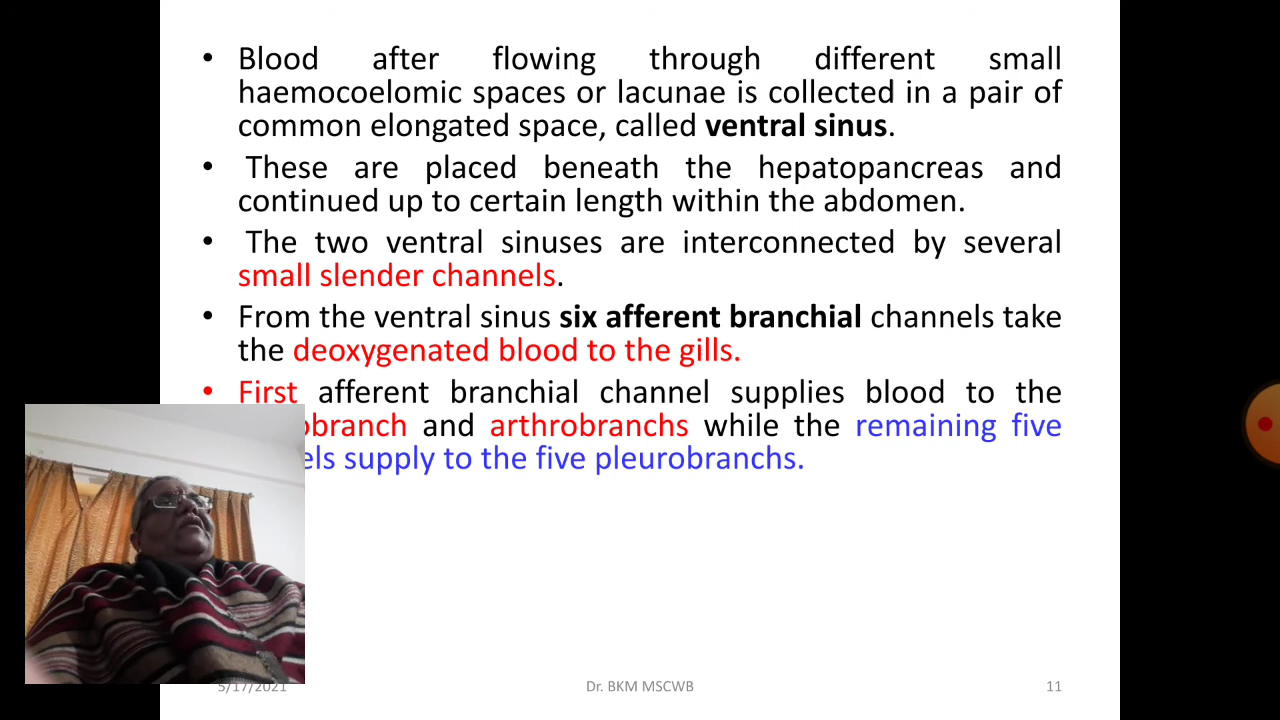 • Blood after flowing through different small
haemocoelomic spaces or lacunae is collected in a pair of
common elongated space, called ventral sinus.
• These are placed beneath the hepatopancreas and
continued up to certain length within the abdomen.
• The two ventral sinuses are interconnected by several
small slender channels.
• From the ventral sinus six afferent branchial channels take
the deoxygenated blood to the gills.
• First afferent branchial channel supplies blood to the
obranch and arthrobranchs while the remaining five
els supply to the five pleurobranchs.
5/17/2021 Dr. BKM MSCWB 11